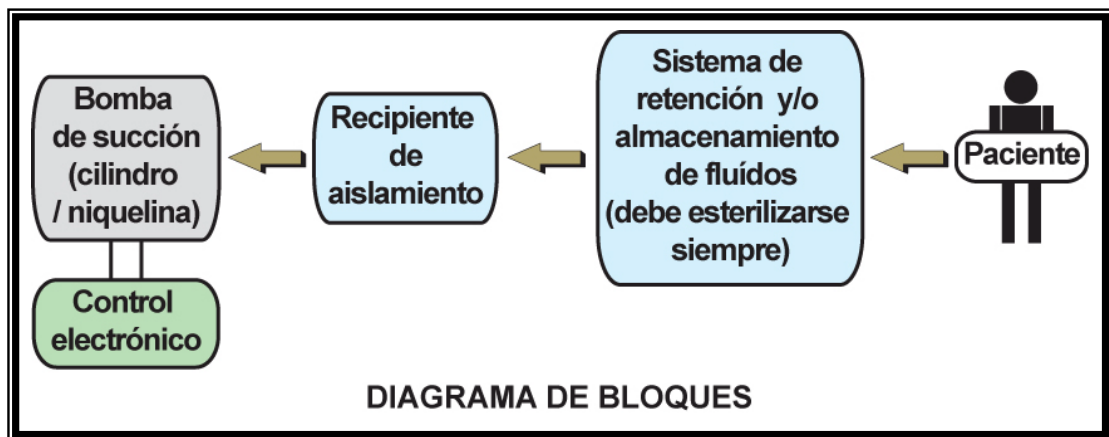 Bomba
de succión
(cilindro
/ niquelina)
Control
electrónico
Recipiente
de
aislamiento
Sistema de
retención y/o
almacenamiento
de fluídos
(debe esterilizarse
siempre)
Paciente
DIAGRAMA DE BLOQUES